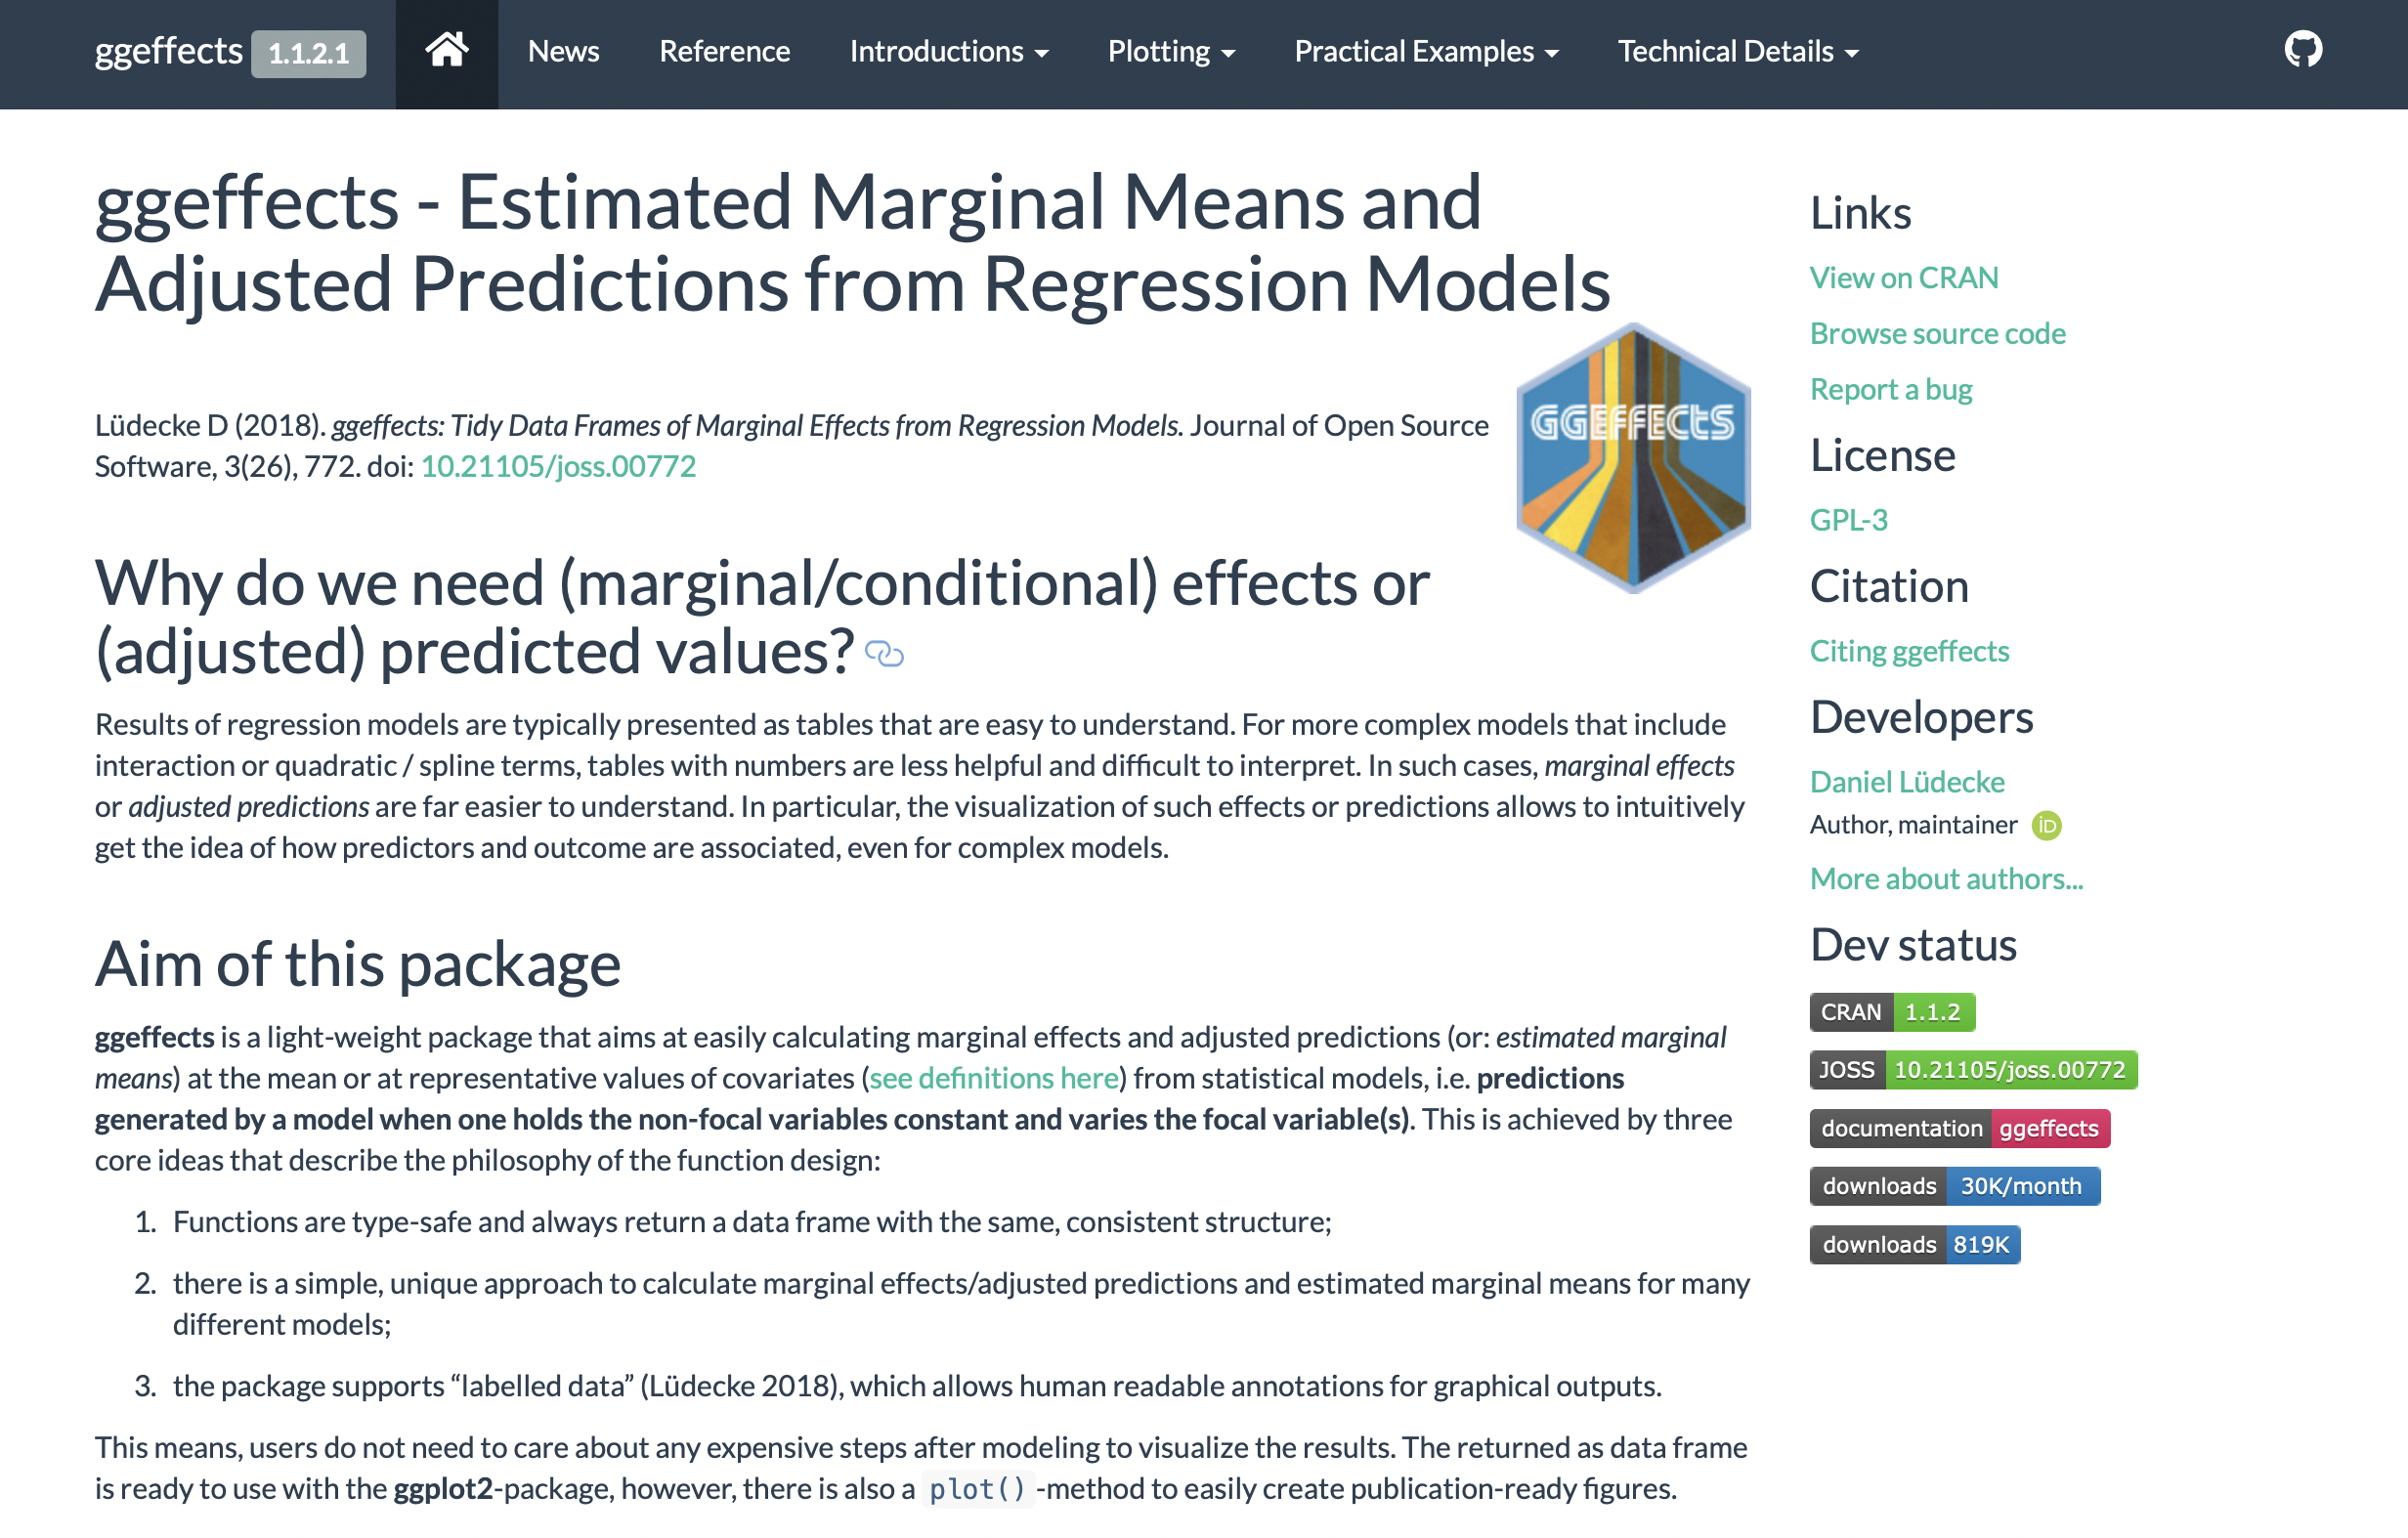 ggeffects 1.1.2.1 News Reference Introductions Plotting Practical Examples Technical Details
ggeffects - Estimated Marginal Means and
Adjusted Predictions from Regression Models
GGEFFECtS
Lüdecke D (2018). ggeffects: Tidy Data Frames of Marginal Effects from Regression Models. Journal of Open Source
Software, 3(26), 772. doi: 10.21105/joss.00772
Why do we need (marginal/conditional) effects or
(adjusted) predicted values?
Results of regression models are typically presented as tables that are easy to understand. For more complex models that include
interaction or quadratic / spline terms, tables with numbers are less helpful and difficult to interpret. In such cases, marginal effects
or adjusted predictions are far easier to understand. In particular, the visualization of such effects or predictions allows to intuitively
get the idea of how predictors and outcome are associated, even for complex models.
Aim of this package
ggeffects is a light-weight package that aims at easily calculating marginal effects and adjusted predictions (or: estimated marginal
means) at the mean or at representative values of covariates (see definitions here) from statistical models, i.e. predictions
generated by a model when one holds the non-focal variables constant and varies the focal variable(s). This is achieved by three
core ideas that describe the philosophy of the function design:
1. Functions are type-safe and always return a data frame with the same, consistent structure;
2. there is a simple, unique approach to calculate marginal effects/adjusted predictions and estimated marginal means for many
different models;
3. the package supports “labelled data” (Lüdecke 2018), which allows human readable annotations for graphical outputs.
This means, users do not need to care about any expensive steps after modeling to visualize the results. The returned as data frame
is ready to use with the ggplot2-package, however, there is also a plot() -method to easily create publication-ready figures.
Links
View on CRAN
Browse source code
Report a bug
License
GPL-3
Citation
Citing ggeffects
Developers
Daniel Lüdecke
Author, maintainer iD
More about authors...
Dev status
CRAN 1.1.2
JOSS 10.21105/joss.00772
documentation ggeffects
downloads 30K/month
downloads 819K